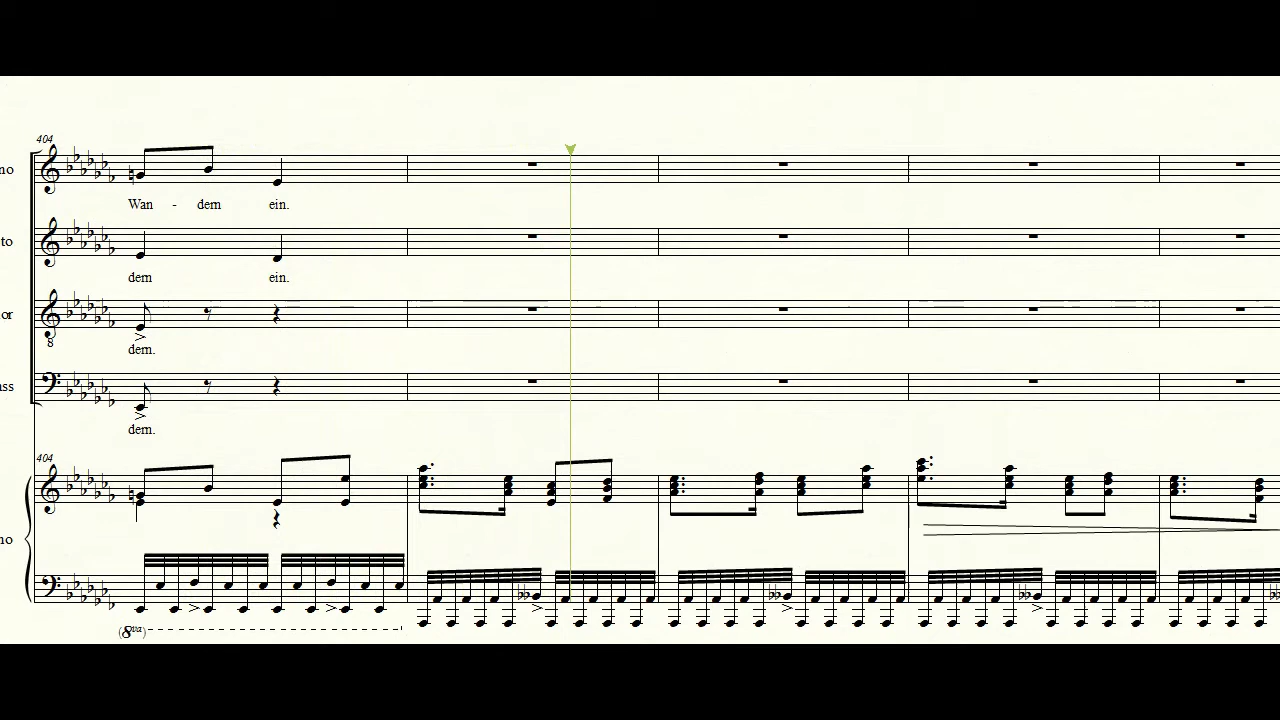 404
no
Wan - dem ein.
to
dem ein.
or
8
dem.
ass
dem.
404
no
(8va)